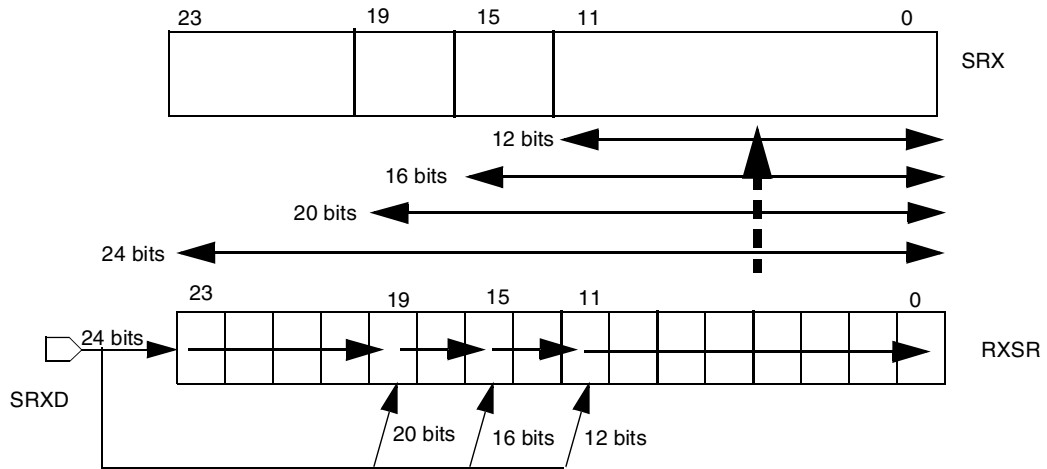 23 19 15 11 0
SRX
12 bits
16 bits
20 bits
24 bits
23 19 15 11 0
24 bits
RXSR
SRXD
20 bits 16 bits 12 bits